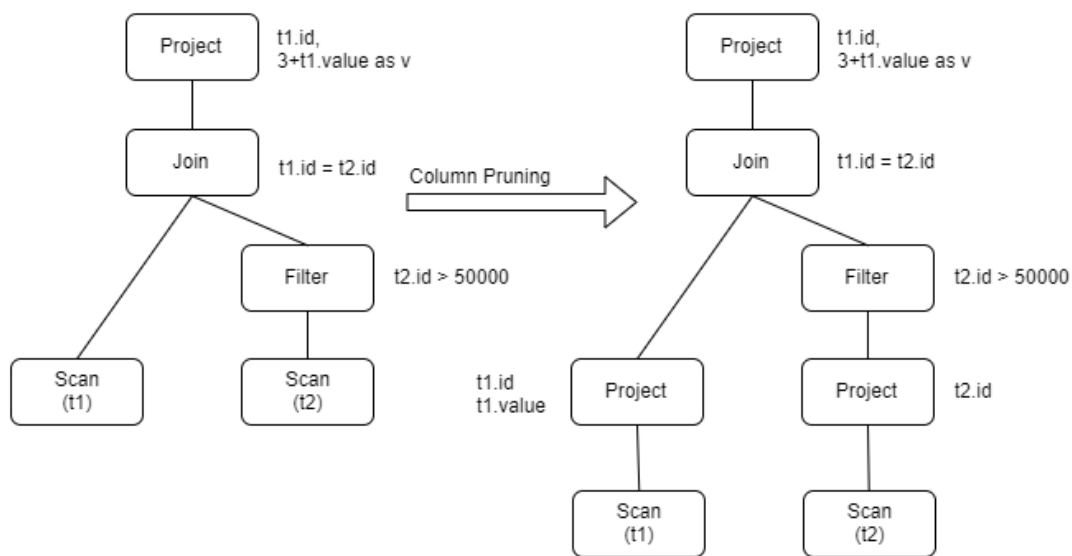 Project
t1.id,
3+t1.value as v
Join
t1.id = t2.id
Filter
t2.id > 50000
Scan
(t1)
Scan
(t2)
Column Pruning
Project
t1.id,
3+t1.value as v
Join
t1.id = t2.id
Filter
t2.id > 50000
t1.id
t1.value
Project
Project
t2.id
Scan
(t1)
Scan
(t2)